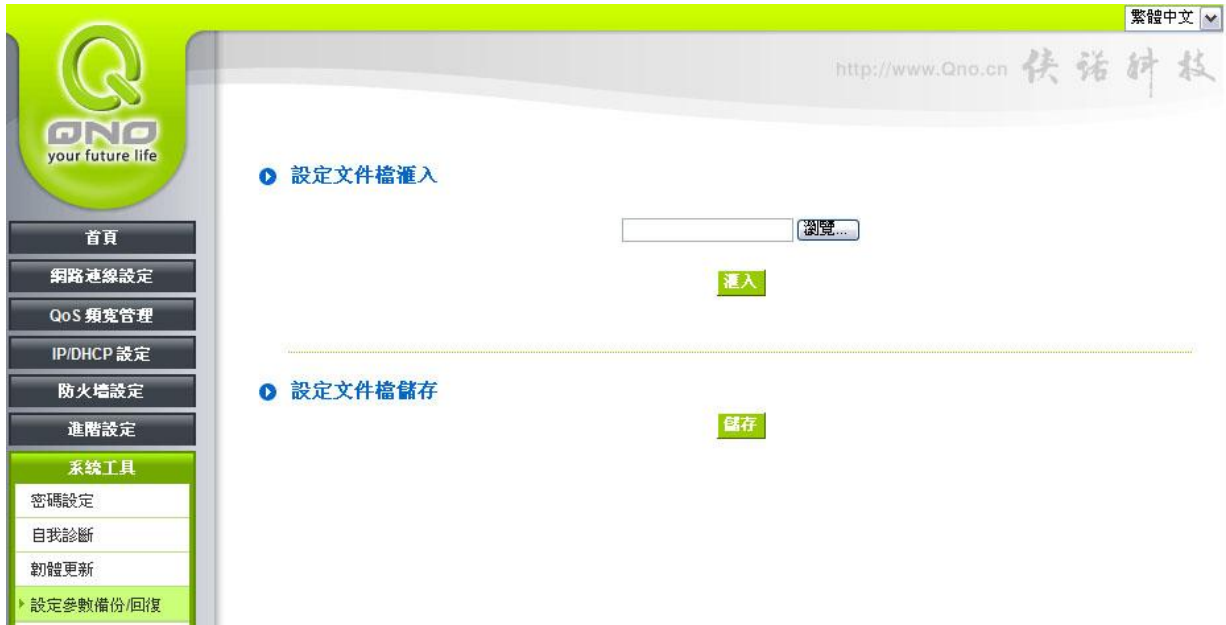 繁體中文
http://www.Qno.cn 侠诺科技
QNO
your future life
設定文件檔滙入
瀏覽...
滙入
設定文件檔儲存
儲存
首頁
網路連線設定
QoS 頻寬管理
IP/DHCP 設定
防火墻設定
進階設定
系統工具
密碼設定
自我診斷
韌體更新
設定參數備份/回復